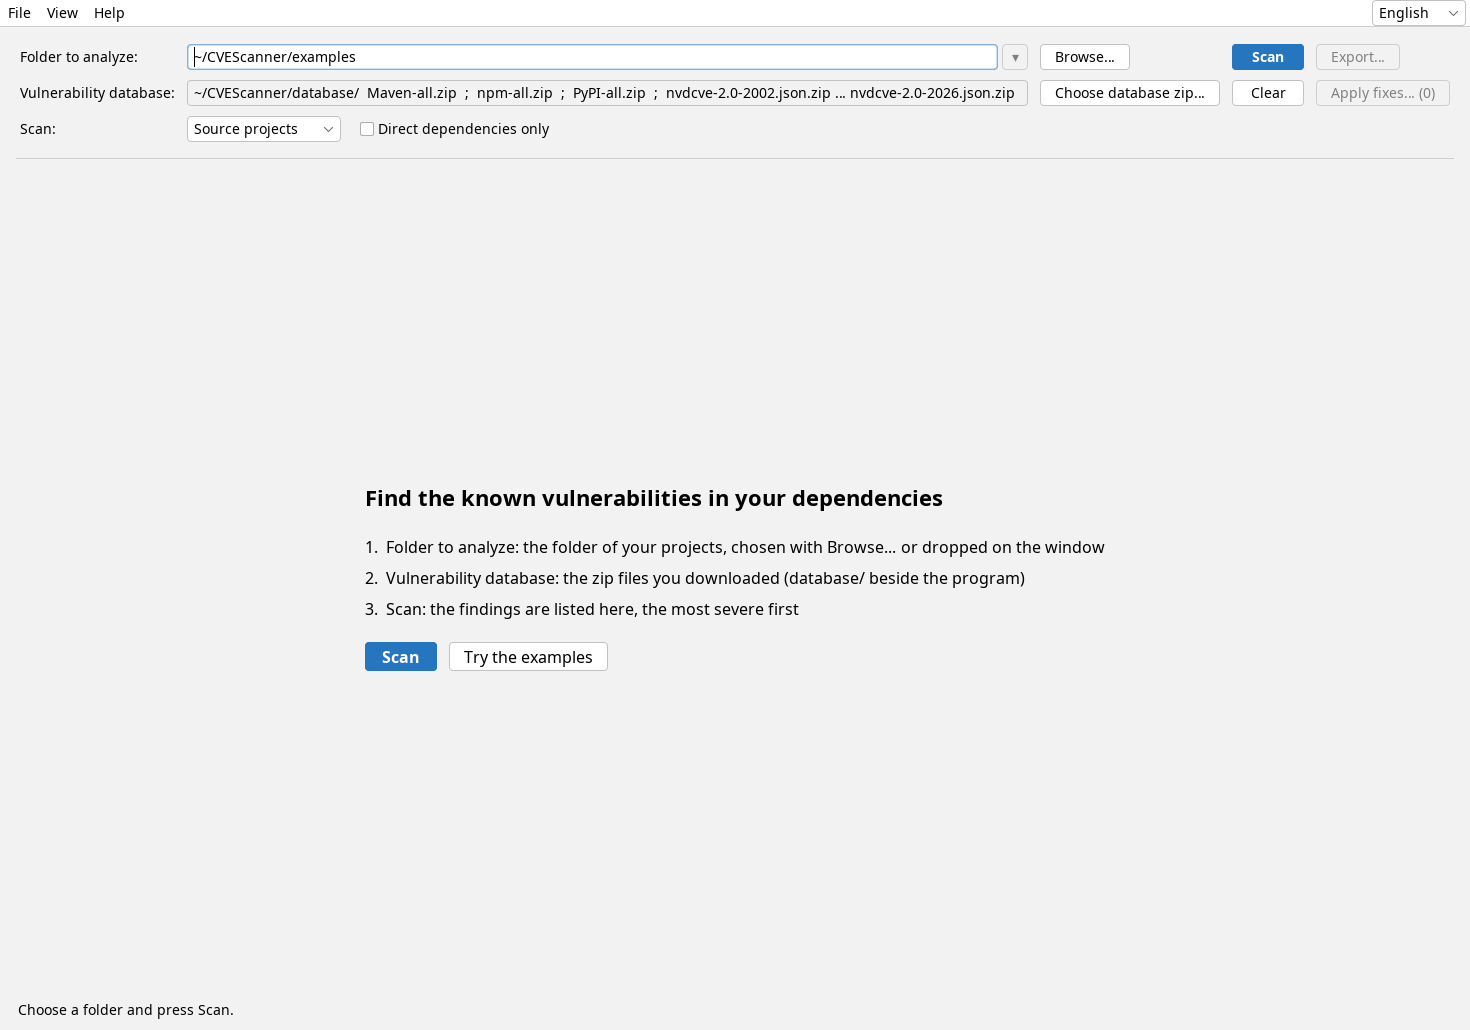 File View Help English
Folder to analyze: ~/CVEScanner/examples Browse... Scan Export...
Vulnerability database: ~/CVEScanner/database/ Maven-all.zip ; npm-all.zip ; PyPI-all.zip ; nvdcve-2.0-2002.json.zip ... nvdcve-2.0-2026.json.zip Choose database zip... Clear Apply fixes... (0)
Scan: Source projects Direct dependencies only
Find the known vulnerabilities in your dependencies
1. Folder to analyze: the folder of your projects, chosen with Browse... or dropped on the window
2. Vulnerability database: the zip files you downloaded (database/ beside the program)
3. Scan: the findings are listed here, the most severe first
Scan Try the examples
Choose a folder and press Scan.